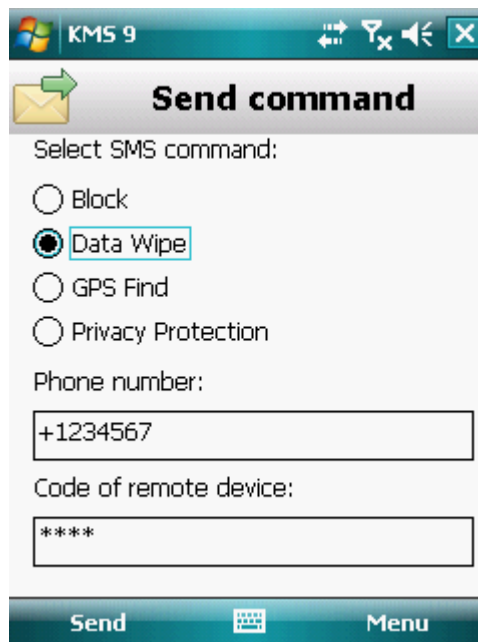 KMS 9
Send command
Select SMS command:
Block
Data Wipe
GPS Find
Privacy Protection
Phone number:
+1234567
Code of remote device:
****
Send Menu